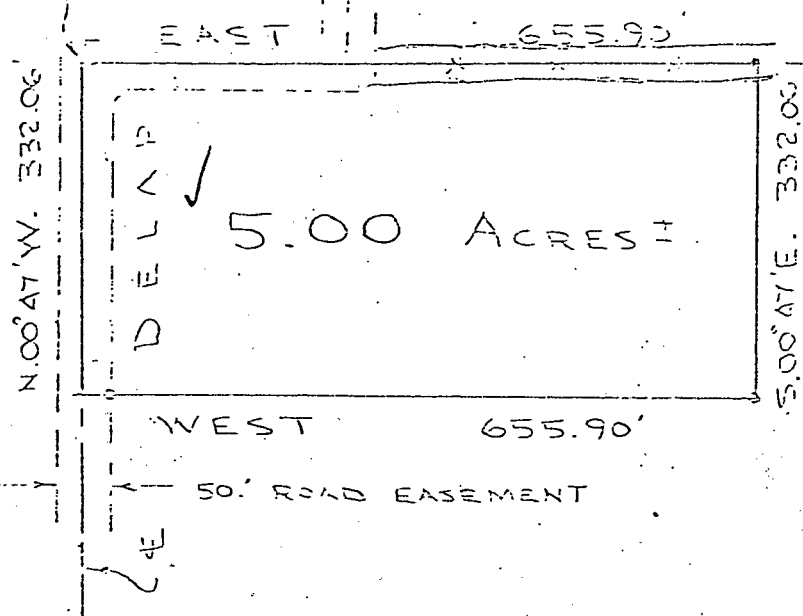 EAST 655.90'
N.00°47'W. 332.06'
DELAP
5.00 ACRES±
S.00°47'E. 332.06
WEST 655.90'
50.' ROAD EASEMENT